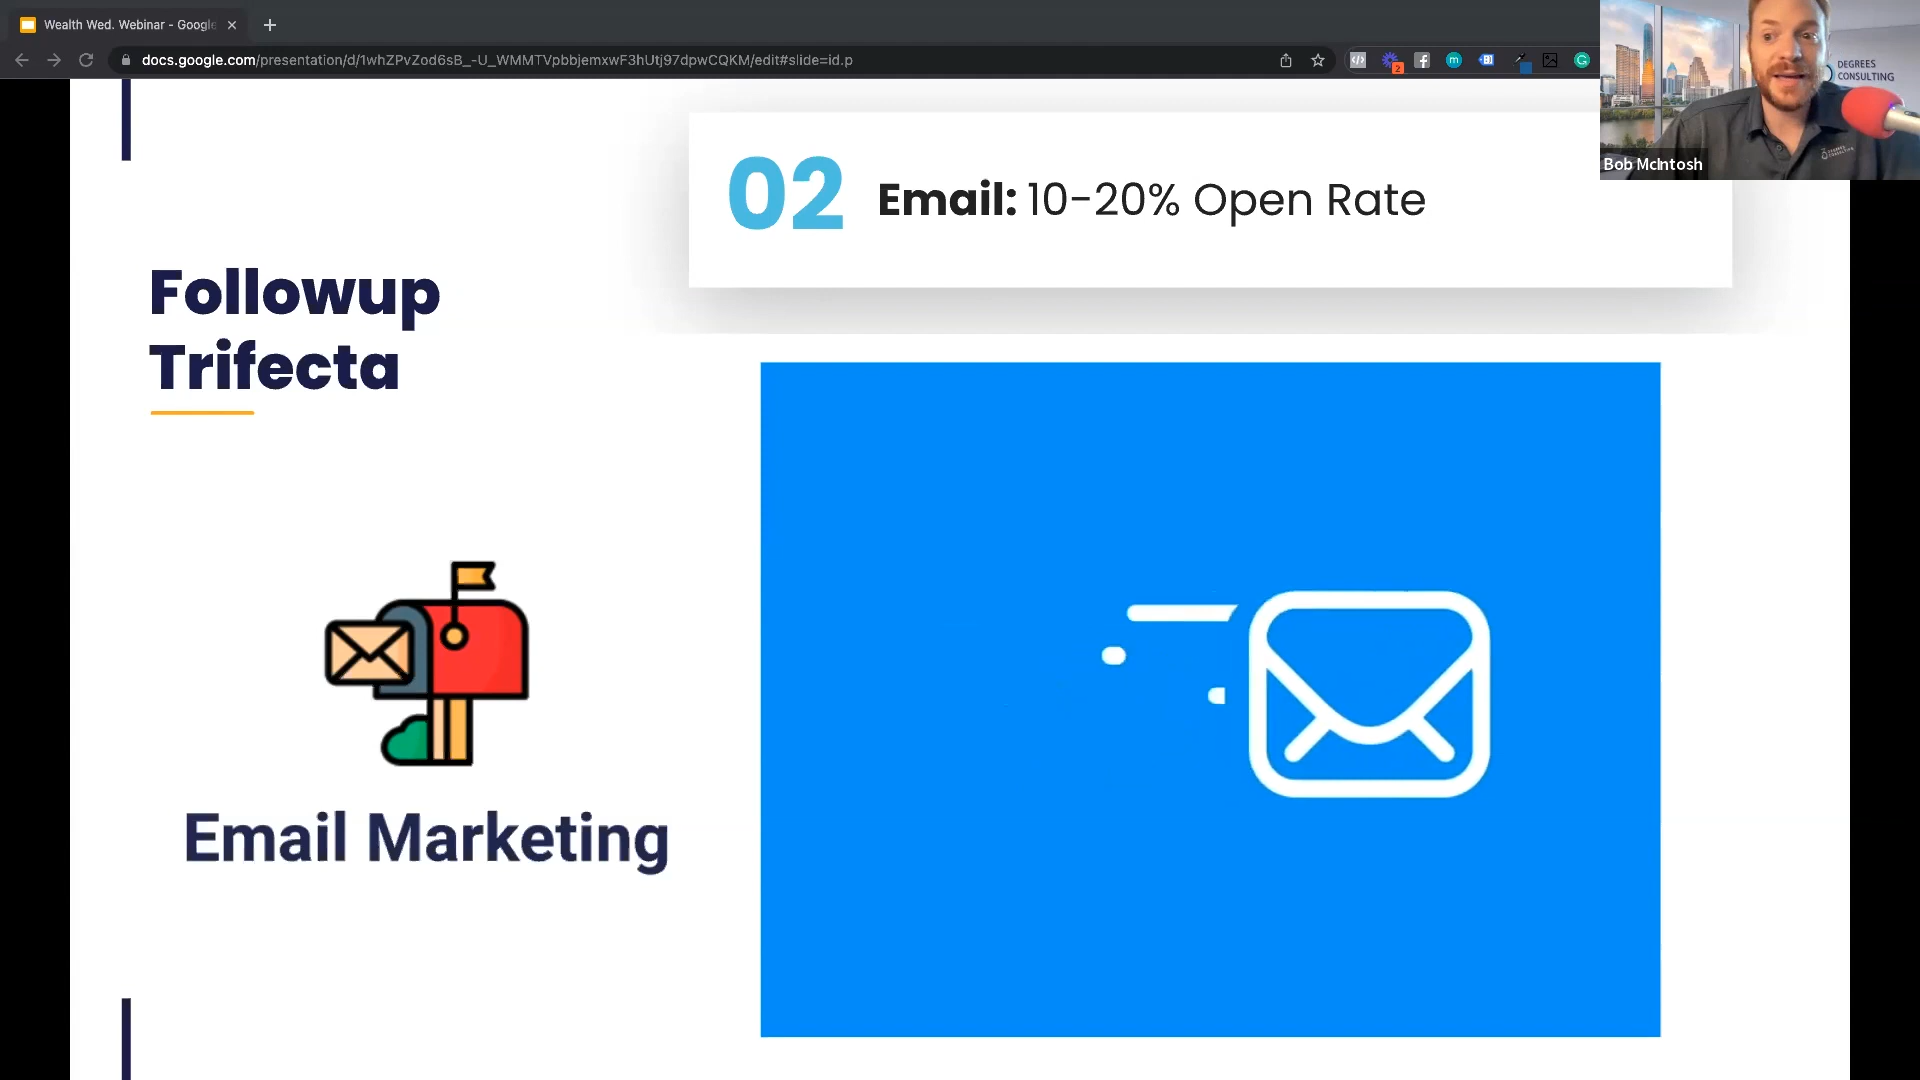 Wealth Wed. Webinar - Google
docs.google.com/presentation/d/1whZPvZod6sB_-U_WMMTVpbbjemxwF3hUtj97dpwCQKM/edit#slide=id.p
2
DEGREES
CONSULTING
Bob McIntosh
02 Email: 10-20% Open Rate
Followup
Trifecta
Email Marketing